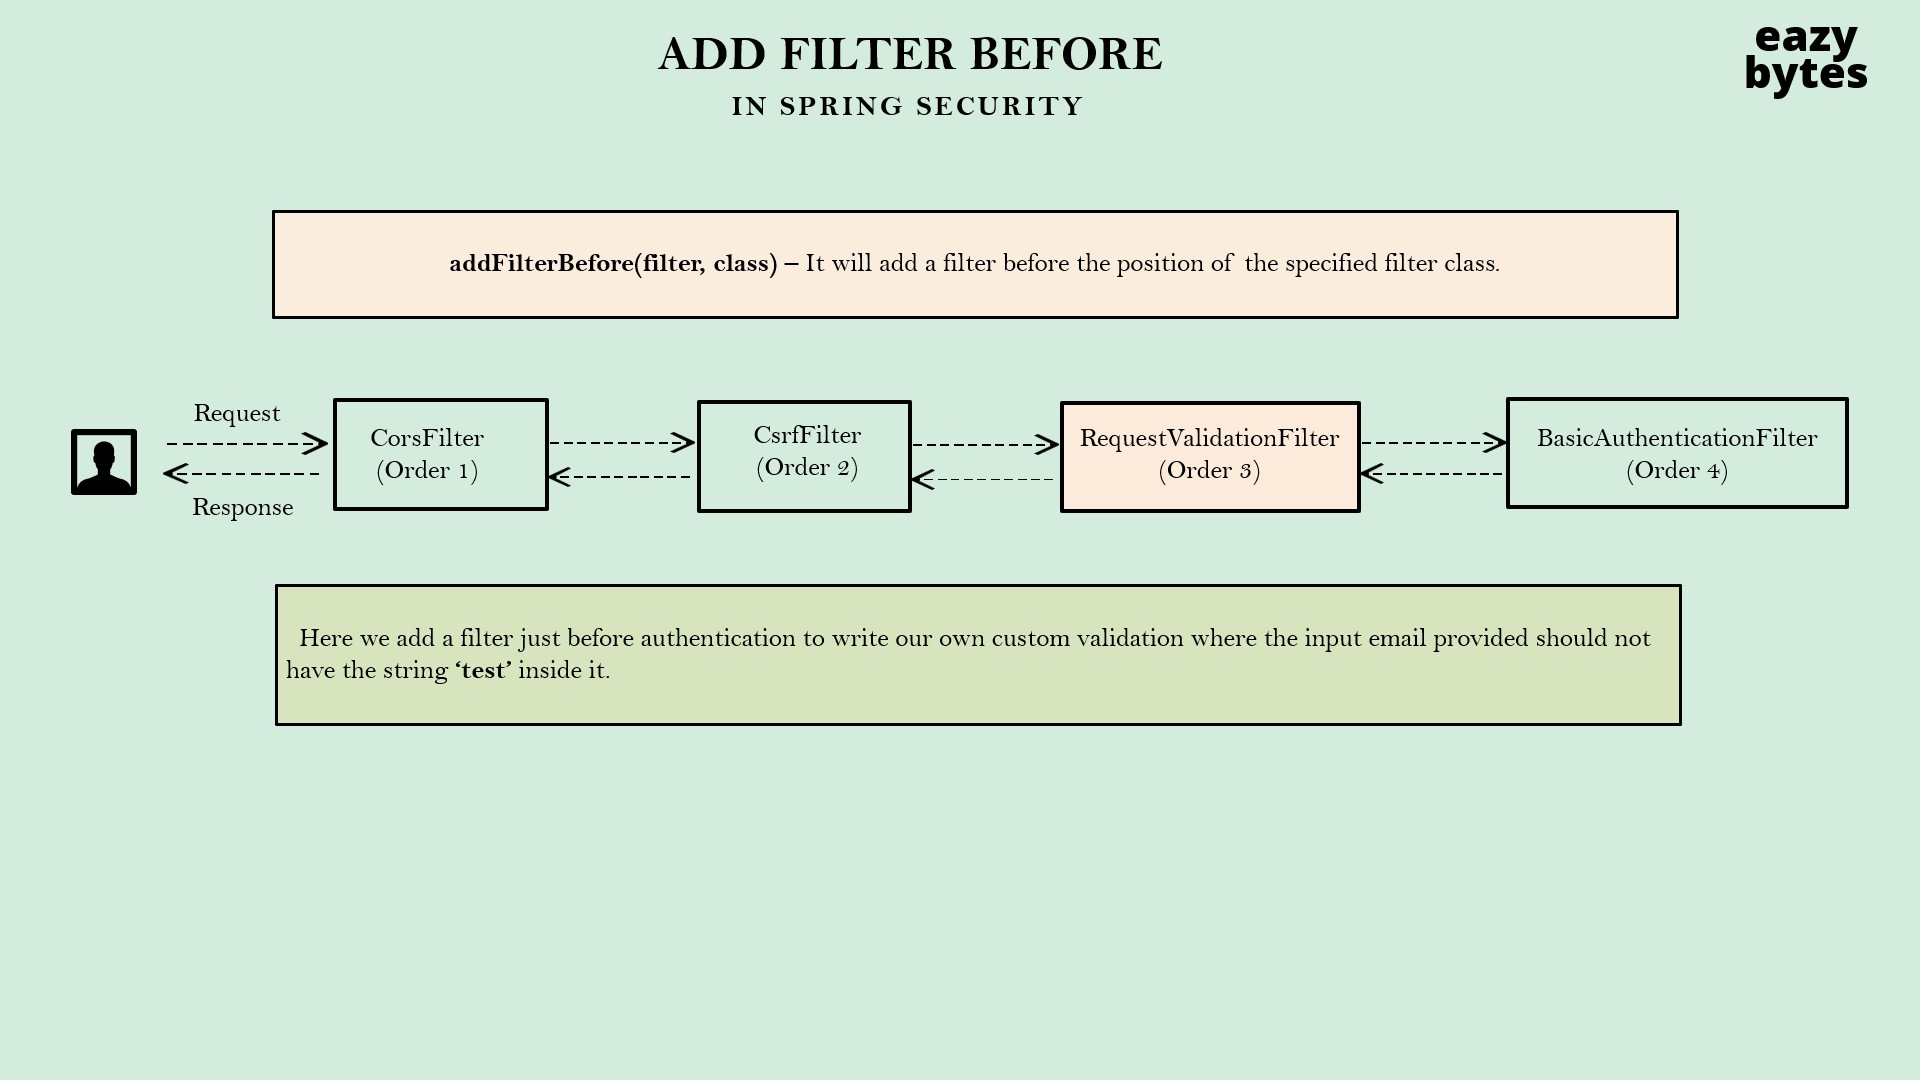 ADD FILTER BEFORE
IN SPRING SECURITY
eazy
bytes
addFilterBefore(filter, class) – It will add a filter before the position of  the specified filter class.
Request
Response
CorsFilter
(Order 1)
CsrfFilter
(Order 2)
RequestValidationFilter
(Order 3)
BasicAuthenticationFilter
(Order 4)
Here we add a filter just before authentication to write our own custom validation where the input email provided should not
have the string ‘test’ inside it.